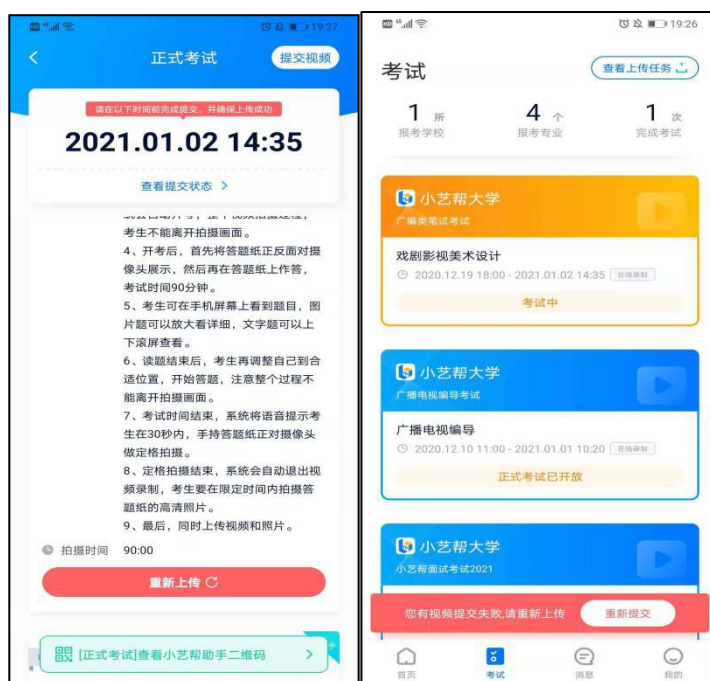 HD 4G 19:27
正式考试
提交视频
请在以下时间前完成提交，并确保上传成功
2021.01.02 14:35
查看提交状态 >
考生不能离开拍摄画面。
4、开考后，首先将答题纸正反面对摄
像头展示，然后再在答题纸上作答，
考试时间90分钟。
5、考生可在手机屏幕上看到题目，图
片题可以放大看详细，文字题可以上
下滚屏查看。
6、读题结束后，考生再调整自己到合
适位置，开始答题，注意整个过程不
能离开拍摄画面。
7、考试时间结束，系统将语音提示考
生在30秒内，手持答题纸正对摄像头
做定格拍摄。
8、定格拍摄结束，系统会自动退出视
频录制，考生要在限定时间内拍摄答
题纸的高清照片。
9、最后，同时上传视频和照片。
拍摄时间 90:00
重新上传
[正式考试]查看小艺帮助手二维码 >
HD 4G 19:26
考试
查看上传任务
1 所 4 个 1 次
报考学校 报考专业 完成考试
小艺帮大学
广编类笔试考试
戏剧影视美术设计
2020.12.19 18:00 - 2021.01.02 14:35 在线录制
考试中
小艺帮大学
广播电视编导考试
广播电视编导
2020.12.10 11:00 - 2021.01.01 10:20 在线录制
正式考试已开放
小艺帮大学
小艺帮面试考试2021
您有视频提交失败,请重新上传 重新提交
首页 考试 消息 我的